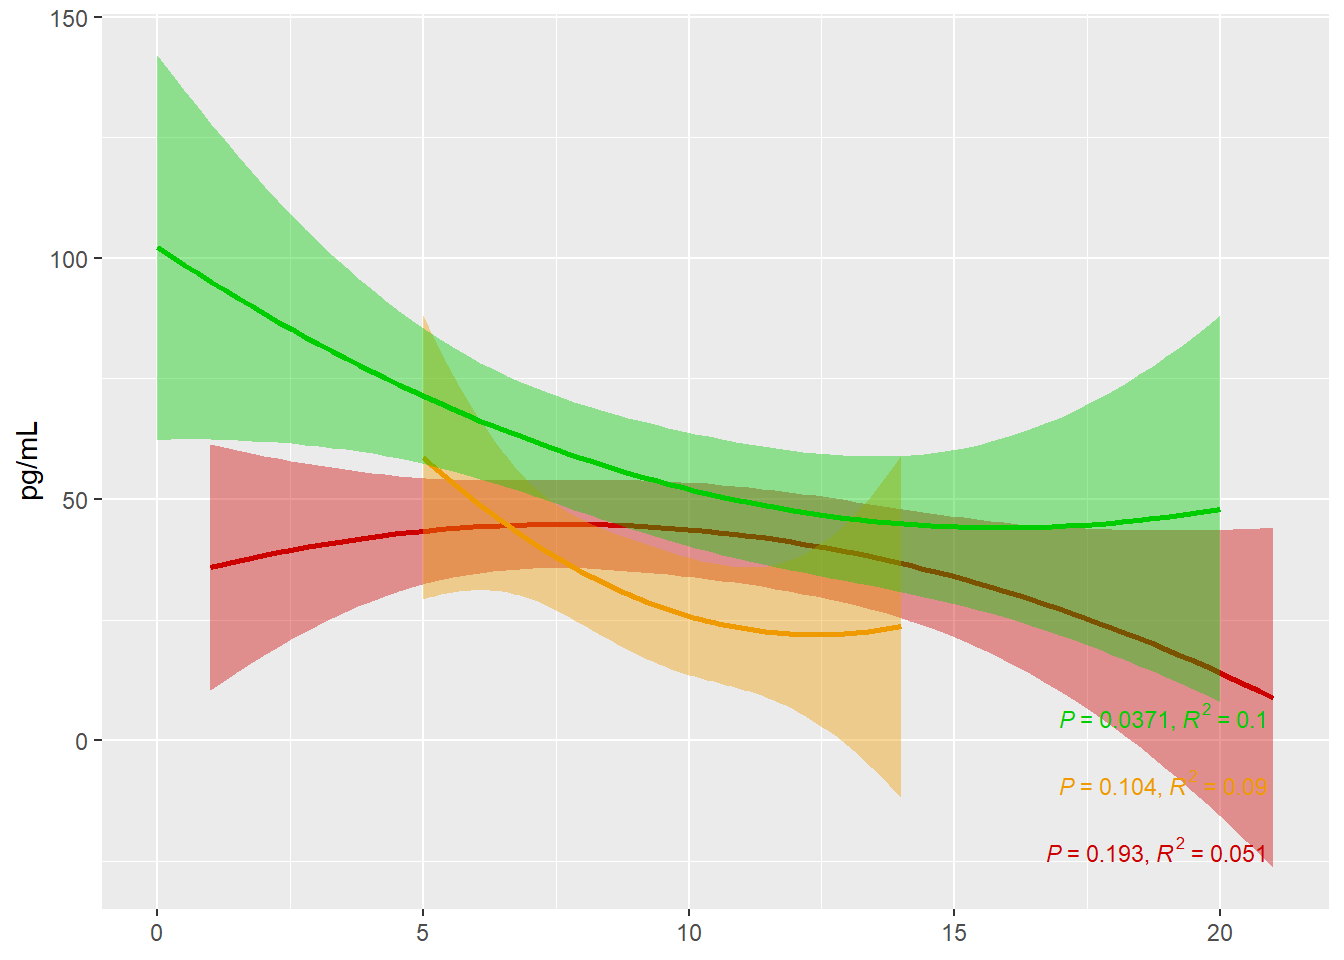 150
100
pg/mL
50
0
P = 0.0371, R² = 0.1
P = 0.104, R² = 0.09
P = 0.193, R² = 0.051
0 5 10 15 20